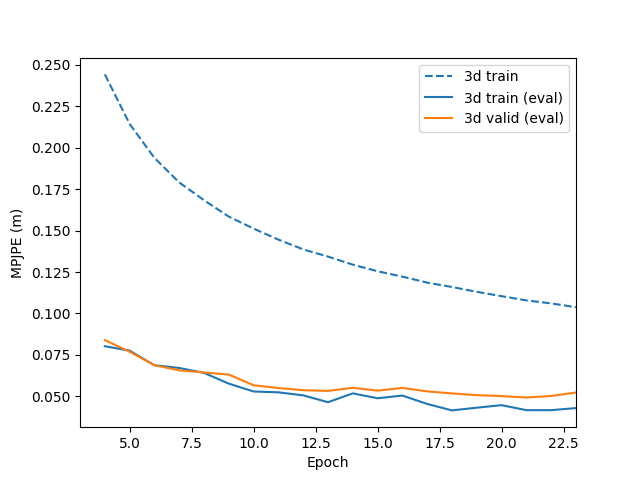 0.250
0.225
0.200
0.175
0.150
0.125
0.100
0.075
0.050
MPJPE (m)
3d train
3d train (eval)
3d valid (eval)
5.0 7.5 10.0 12.5 15.0 17.5 20.0 22.5
Epoch